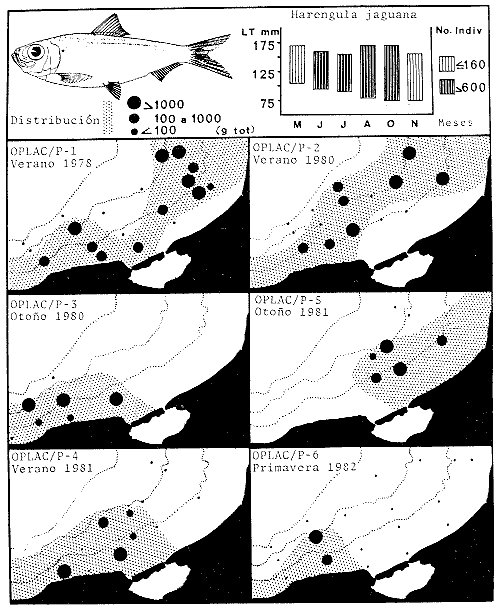 Harengula jaguana
LT mm
175
125
75
M J J A O N Meses
No. Indiv
≤160
≥600
Distribución
≥1000
100 a 1000
∠100 (g tot)
OPLAC/P-1
Verano 1978
OPLAC/P-2
Verano 1980
OPLAC/P-3
Otoño 1980
OPLAC/P-5
Otoño 1981
OPLAC/P-4
Verano 1981
OPLAC/P-6
Primavera 1982